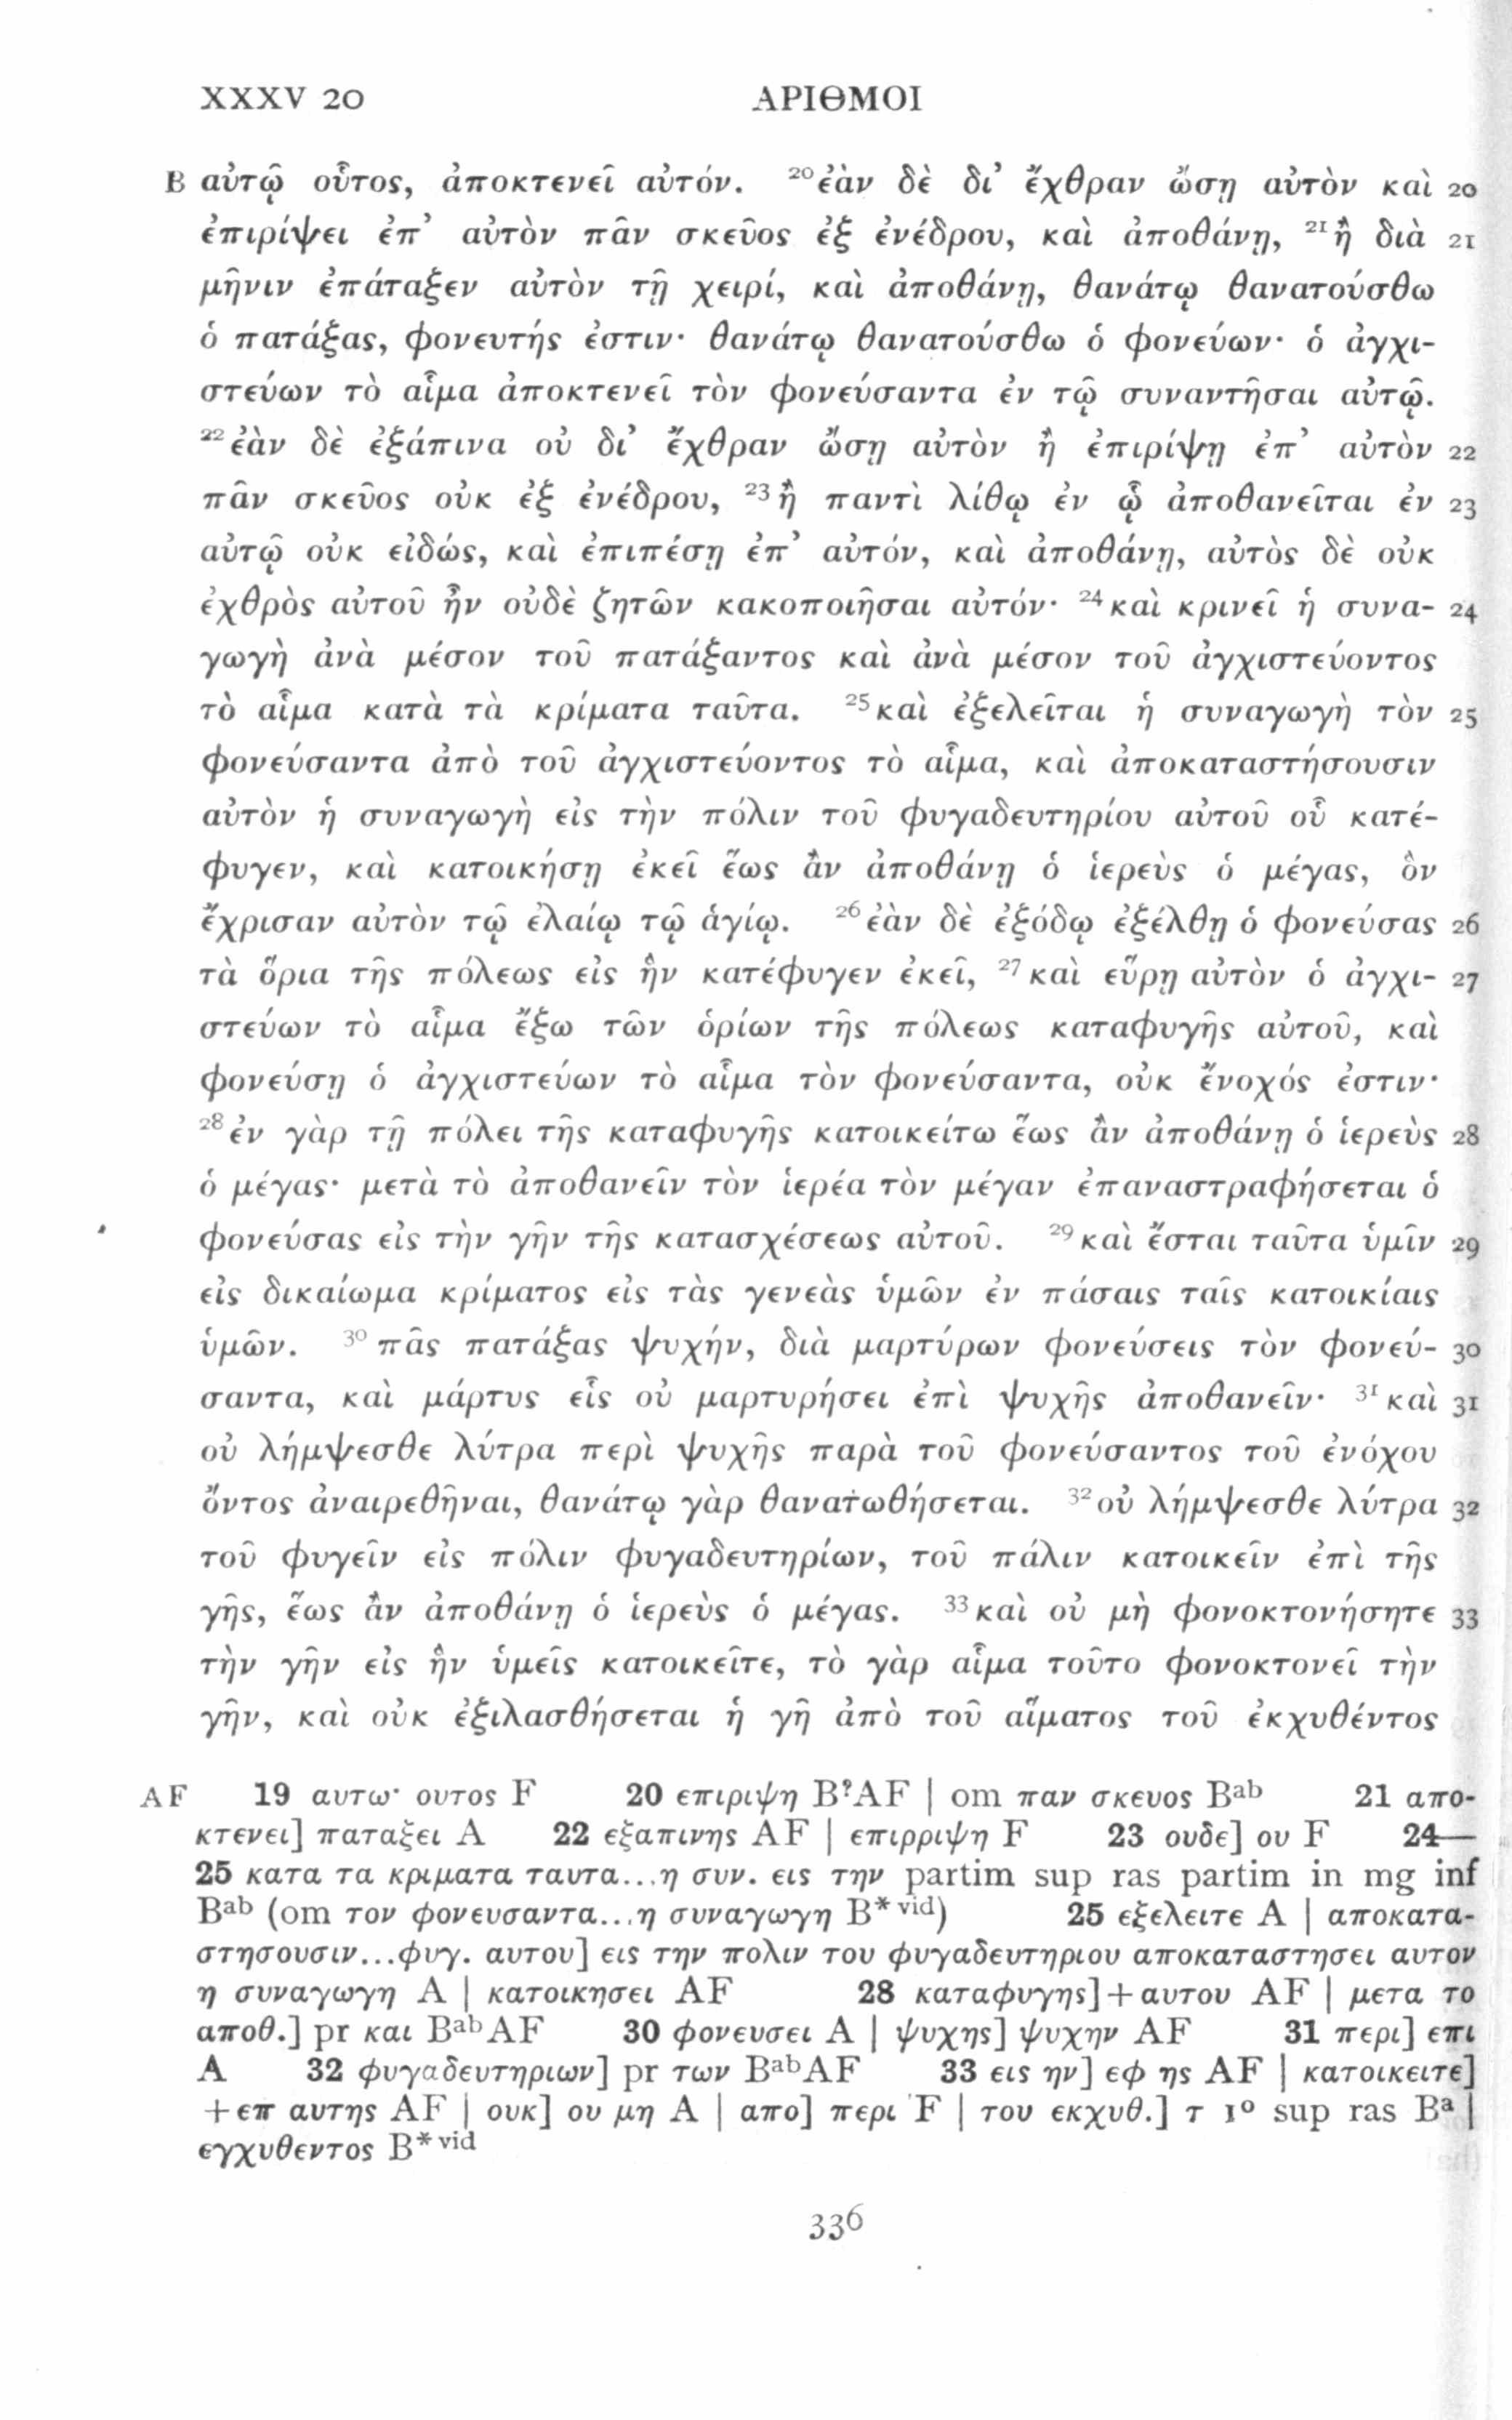 XXXV 20 ΑΡΙΘΜΟΙ
B αὐτῷ οὗτος, ἀποκτενεῖ αὐτόν. ²⁰ἐὰν δὲ δι’ ἔχθραν ὤσῃ αὐτὸν καὶ 20
ἐπιρίψει ἐπ’ αὐτὸν πᾶν σκεῦος ἐξ ἐνέδρου, καὶ ἀποθάνῃ, ²¹ἢ διὰ 21
μῆνιν ἐπάταξεν αὐτὸν τῇ χειρί, καὶ ἀποθάνῃ, θανάτῳ θανατούσθω
ὁ πατάξας, φονευτής ἐστιν· θανάτῳ θανατούσθω ὁ φονεύων· ὁ ἀγχι-
στεύων τὸ αἷμα ἀποκτενεῖ τὸν φονεύσαντα ἐν τῷ συναντῆσαι αὐτῷ.
²²ἐὰν δὲ ἐξάπινα οὐ δι’ ἔχθραν ὤσῃ αὐτὸν ἢ ἐπιρίψῃ ἐπ’ αὐτὸν 22
πᾶν σκεῦος οὐκ ἐξ ἐνέδρου, ²³ἢ παντὶ λίθῳ ἐν ᾧ ἀποθανεῖται ἐν 23
αὐτῷ οὐκ εἰδώς, καὶ ἐπιπέσῃ ἐπ’ αὐτόν, καὶ ἀποθάνῃ, αὐτὸς δὲ οὐκ
ἐχθρὸς αὐτοῦ ἦν οὐδὲ ζητῶν κακοποιῆσαι αὐτόν· ²⁴καὶ κρινεῖ ἡ συνα- 24
γωγὴ ἀνὰ μέσον τοῦ πατάξαντος καὶ ἀνὰ μέσον τοῦ ἀγχιστεύοντος
τὸ αἷμα κατὰ τὰ κρίματα ταῦτα. ²⁵καὶ ἐξελεῖται ἡ συναγωγὴ τὸν 25
φονεύσαντα ἀπὸ τοῦ ἀγχιστεύοντος τὸ αἷμα, καὶ ἀποκαταστήσουσιν
αὐτὸν ἡ συναγωγὴ εἰς τὴν πόλιν τοῦ φυγαδευτηρίου αὐτοῦ οὗ κατέ-
φυγεν, καὶ κατοικήσῃ ἐκεῖ ἕως ἂν ἀποθάνῃ ὁ ἱερεὺς ὁ μέγας, ὃν
ἔχρισαν αὐτὸν τῷ ἐλαίῳ τῷ ἁγίῳ. ²⁶ἐὰν δὲ ἐξόδῳ ἐξέλθῃ ὁ φονεύσας 26
τὰ ὅρια τῆς πόλεως εἰς ἣν κατέφυγεν ἐκεῖ, ²⁷καὶ εὕρῃ αὐτὸν ὁ ἀγχι- 27
στεύων τὸ αἷμα ἔξω τῶν ὁρίων τῆς πόλεως καταφυγῆς αὐτοῦ, καὶ
φονεύσῃ ὁ ἀγχιστεύων τὸ αἷμα τὸν φονεύσαντα, οὐκ ἔνοχός ἐστιν·
²⁸ἐν γὰρ τῇ πόλει τῆς καταφυγῆς κατοικείτω ἕως ἂν ἀποθάνῃ ὁ ἱερεὺς 28
ὁ μέγας· μετὰ τὸ ἀποθανεῖν τὸν ἱερέα τὸν μέγαν ἐπαναστραφήσεται ὁ
φονεύσας εἰς τὴν γῆν τῆς κατασχέσεως αὐτοῦ. ²⁹καὶ ἔσται ταῦτα ὑμῖν 29
εἰς δικαίωμα κρίματος εἰς τὰς γενεὰς ὑμῶν ἐν πάσαις ταῖς κατοικίαις
ὑμῶν. ³⁰πᾶς πατάξας ψυχήν, διὰ μαρτύρων φονεύσεις τὸν φονεύ- 30
σαντα, καὶ μάρτυς εἷς οὐ μαρτυρήσει ἐπὶ ψυχῆς ἀποθανεῖν· ³¹καὶ 31
οὐ λήμψεσθε λύτρα περὶ ψυχῆς παρὰ τοῦ φονεύσαντος τοῦ ἐνόχου
ὄντος ἀναιρεθῆναι, θανάτῳ γὰρ θανατωθήσεται. ³²οὐ λήμψεσθε λύτρα 32
τοῦ φυγεῖν εἰς πόλιν φυγαδευτηρίων, τοῦ πάλιν κατοικεῖν ἐπὶ τῆς
γῆς, ἕως ἂν ἀποθάνῃ ὁ ἱερεὺς ὁ μέγας. ³³καὶ οὐ μὴ φονοκτονήσητε 33
τὴν γῆν εἰς ἣν ὑμεῖς κατοικεῖτε, τὸ γὰρ αἷμα τοῦτο φονοκτονεῖ τὴν
γῆν, καὶ οὐκ ἐξιλασθήσεται ἡ γῆ ἀπὸ τοῦ αἵματος τοῦ ἐκχυθέντος
AF 19 αυτω· ουτος F 20 επιριψη B?AF | om παν σκευος Bᵃᵇ 21 απο-
κτενει] παταξει A 22 εξαπινης AF | επιρριψη F 23 ουδε] ου F 24—
25 κατα τα κριματα ταυτα...η συν. εις την partim sup ras partim in mg inf
Bᵃᵇ (om τον φονευσαντα...η συναγωγη B* ᵛⁱᵈ) 25 εξελειτε A | αποκατα-
στησουσιν...φυγ. αυτου] εις την πολιν του φυγαδευτηριου αποκαταστησει αυτον
η συναγωγη A | κατοικησει AF 28 καταφυγης]+αυτου AF | μετα το
αποθ.] pr και BᵃᵇAF 30 φονευσει A | ψυχης] ψυχην AF 31 περι] επι
A 32 φυγαδευτηριων] pr των BᵃᵇAF 33 εις ην] εφ ης AF | κατοικειτε]
+επ αυτης AF | ουκ] ου μη A | απο] περι F | του εκχυθ.] τ 1° sup ras Bᵃ |
εγχυθεντος B* ᵛⁱᵈ
336